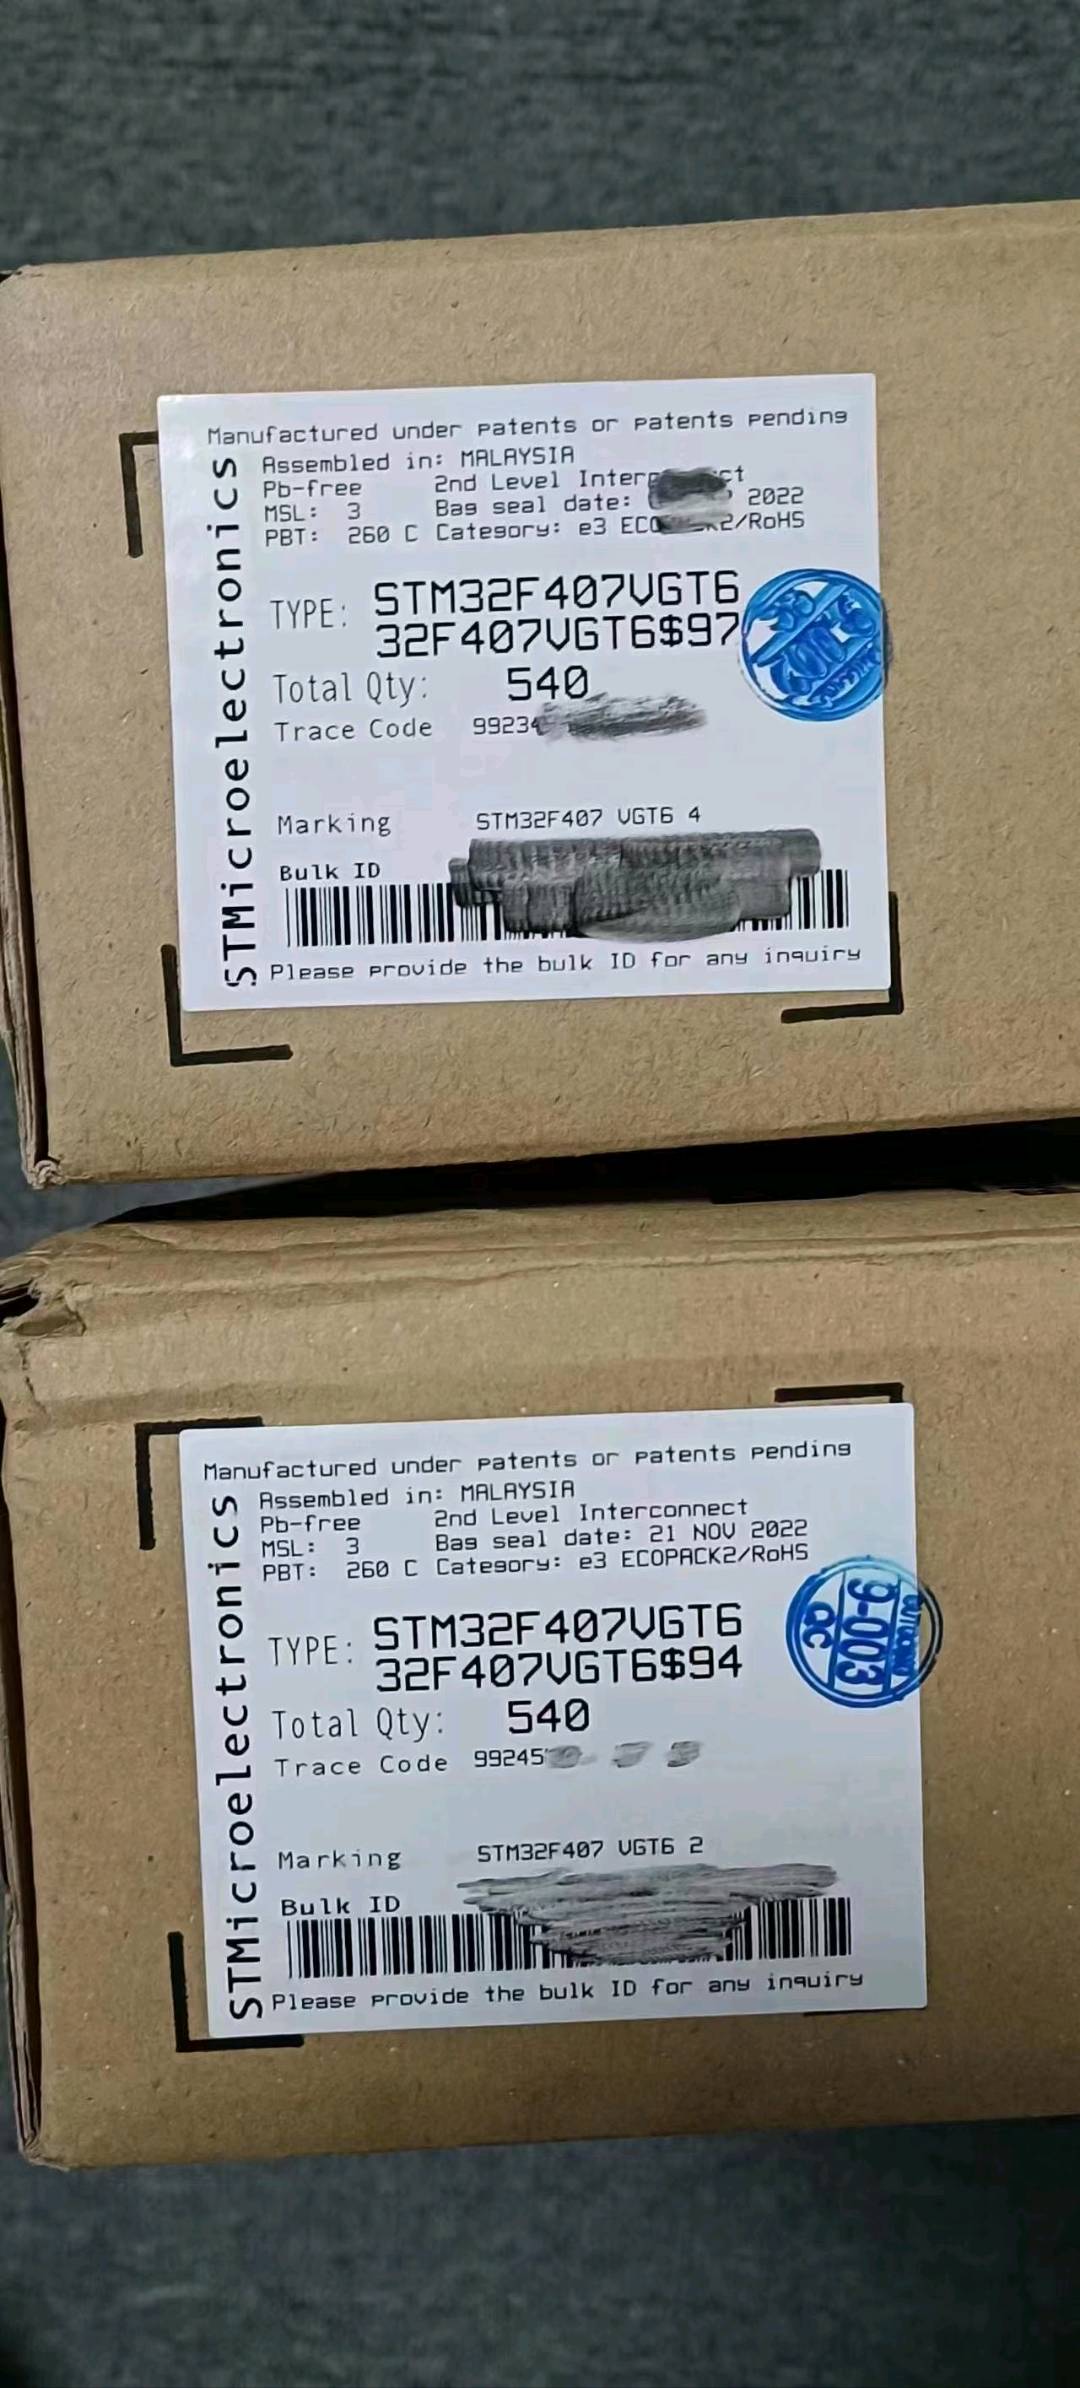 STMicroelectronics
Manufactured under patents or patents pending
Assembled in: MALAYSIA
Pb-free 2nd Level
MSL: 3 Bag seal date: 2022
PBT: 260 C Category: e3 /RoHS
TYPE: STM32F407VGT6
32F407VGT6$97
Total Qty: 540
Trace Code 99234
Marking STM32F407 VGT6 4
Bulk ID
Please provide the bulk ID for any inquiry
STMicroelectronics
Manufactured under patents or patents pending
Assembled in: MALAYSIA
Pb-free 2nd Level Interconnect
MSL: 3 Bag seal date: 21 NOV 2022
PBT: 260 C Category: e3 ECOPACK2/RoHS
TYPE: STM32F407VGT6
32F407VGT6$94
Total Qty: 540
Trace Code 99245
Marking STM32F407 VGT6 2
Bulk ID
Please provide the bulk ID for any inquiry
9-003
QC